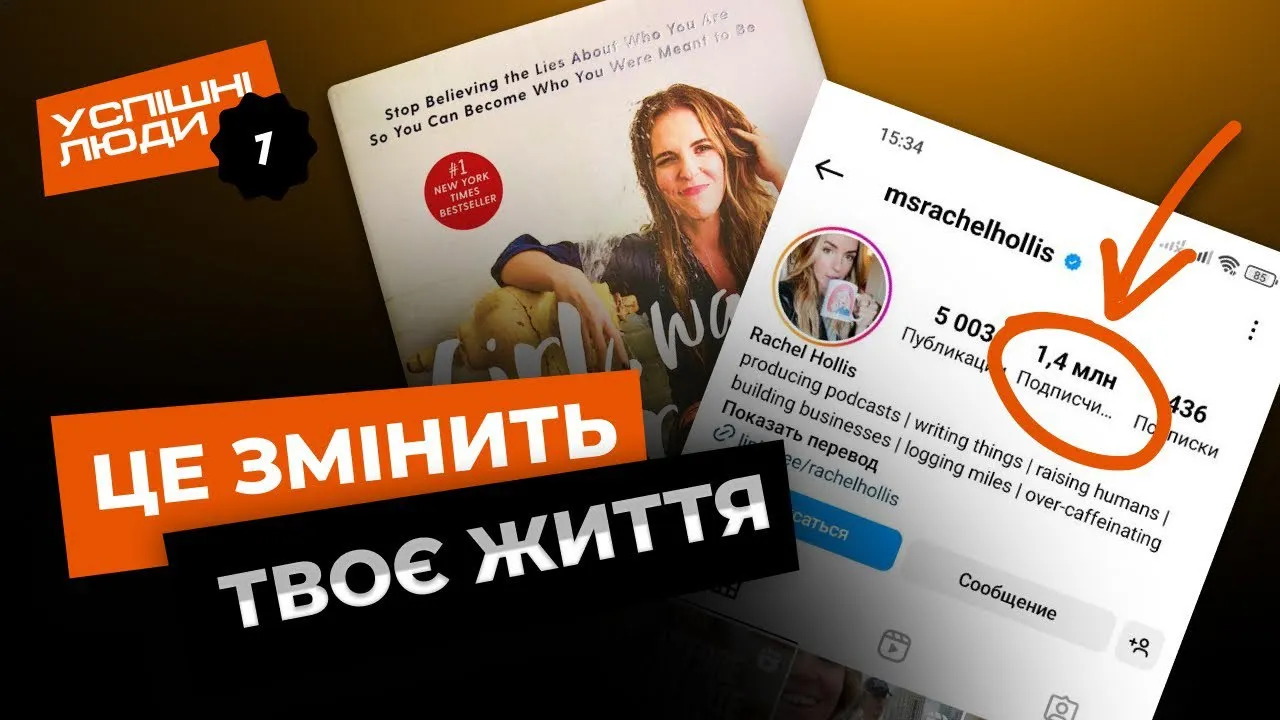 УСПІШНІ
ЛЮДИ
1
Stop Believing the Lies About Who You Are
So You Can Become Who You Were Meant to Be
#1
NEW YORK
TIMES
BESTSELLER
15:34
85
msrachelhollis
5 003
Публикаци
1,4 млн
Подписчи...
436
Rachel Hollis
producing podcasts | writing things | raising humans |
building businesses | logging miles | over-caffeinating
Показать перевод
ee/rachelhollis
саться
Сообщение
ЦЕ ЗМІНИТЬ
ТВОЄ ЖИТТЯ